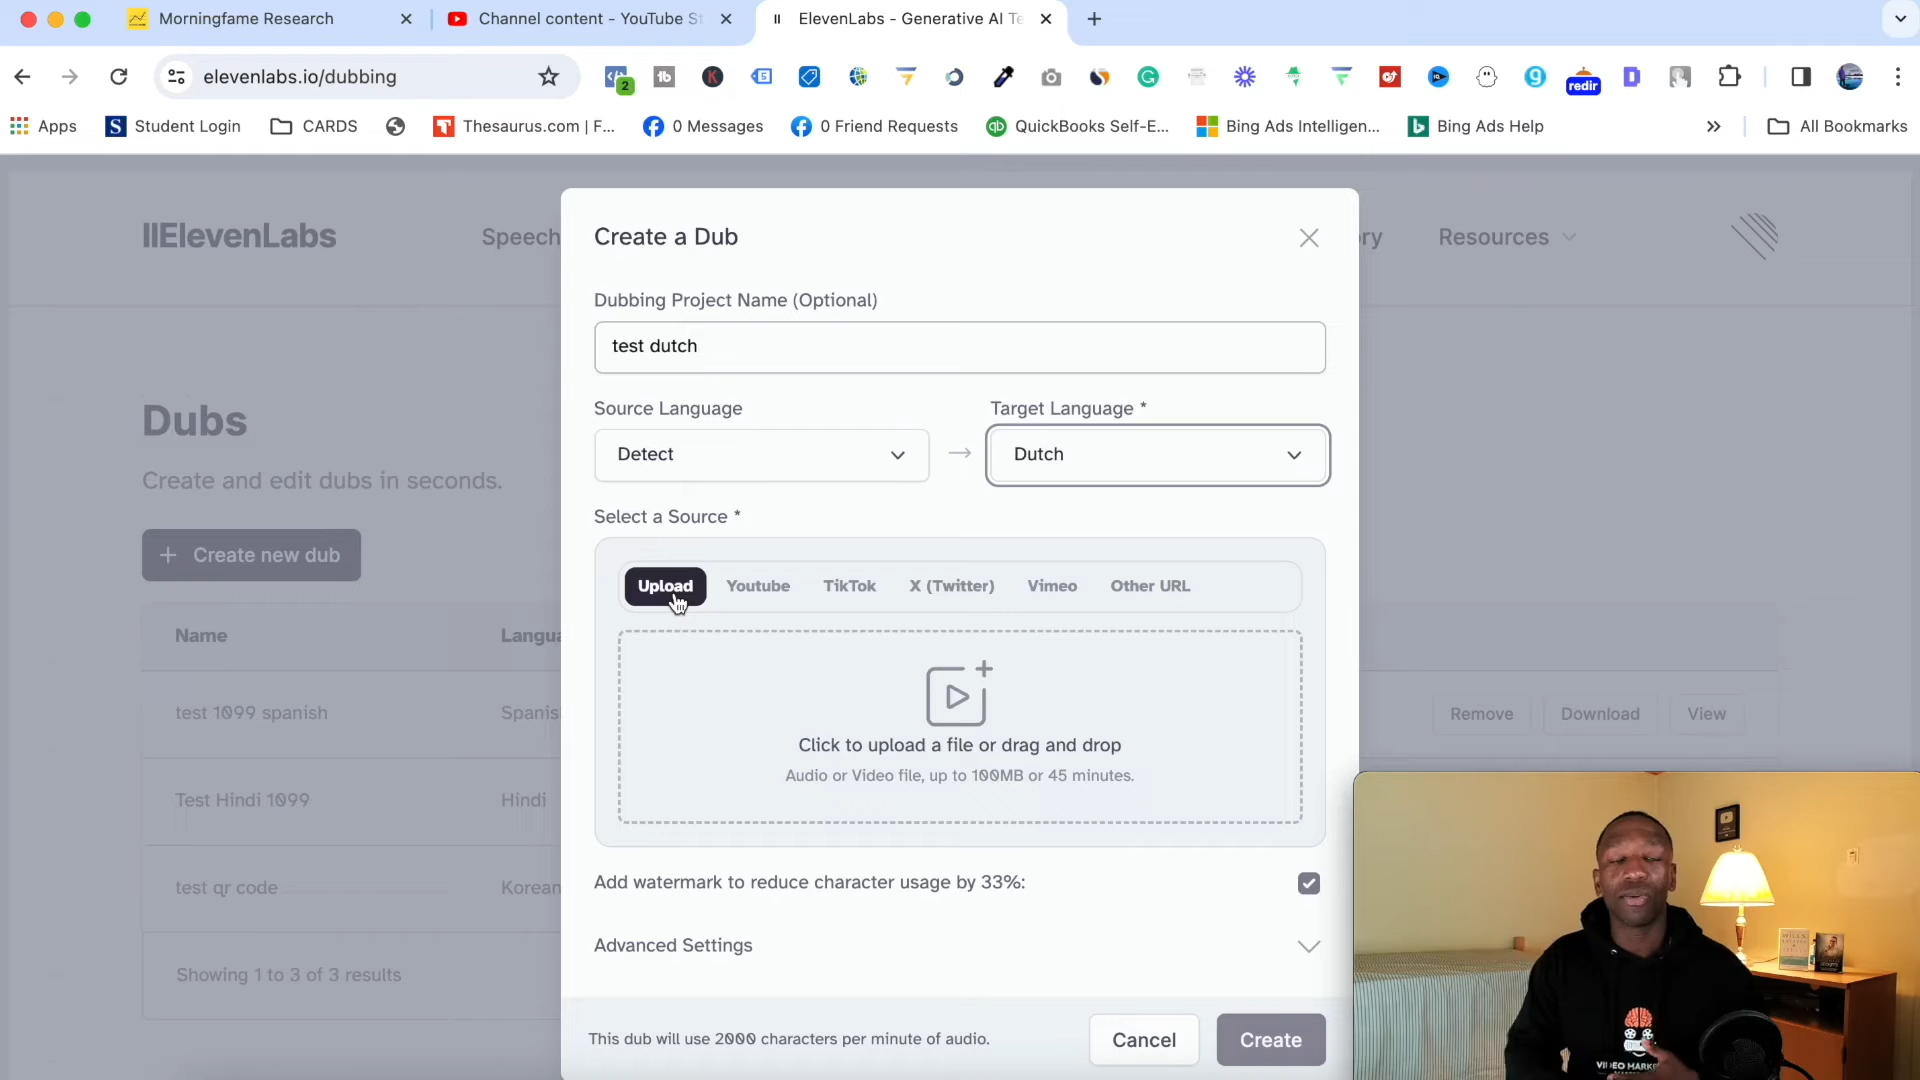 Morningfame Research
Channel content - YouTube St
ElevenLabs - Generative AI Te
elevenlabs.io/dubbing
2
redir
Apps
Student Login
CARDS
Thesaurus.com | F...
0 Messages
0 Friend Requests
QuickBooks Self-E...
Bing Ads Intelligen...
Bing Ads Help
All Bookmarks
IIElevenLabs
Speech
ry
Resources
Create a Dub
Dubbing Project Name (Optional)
test dutch
Source Language
Target Language *
Detect
Dutch
Select a Source *
Upload
Youtube
TikTok
X (Twitter)
Vimeo
Other URL
Click to upload a file or drag and drop
Audio or Video file, up to 100MB or 45 minutes.
Add watermark to reduce character usage by 33%:
Advanced Settings
This dub will use 2000 characters per minute of audio.
Cancel
Create
Dubs
Create and edit dubs in seconds.
+ Create new dub
Name
Langua
test 1099 spanish
Spanis
Remove
Download
View
Test Hindi 1099
Hindi
test qr code
Korean
Showing 1 to 3 of 3 results
VIDEO MARKE